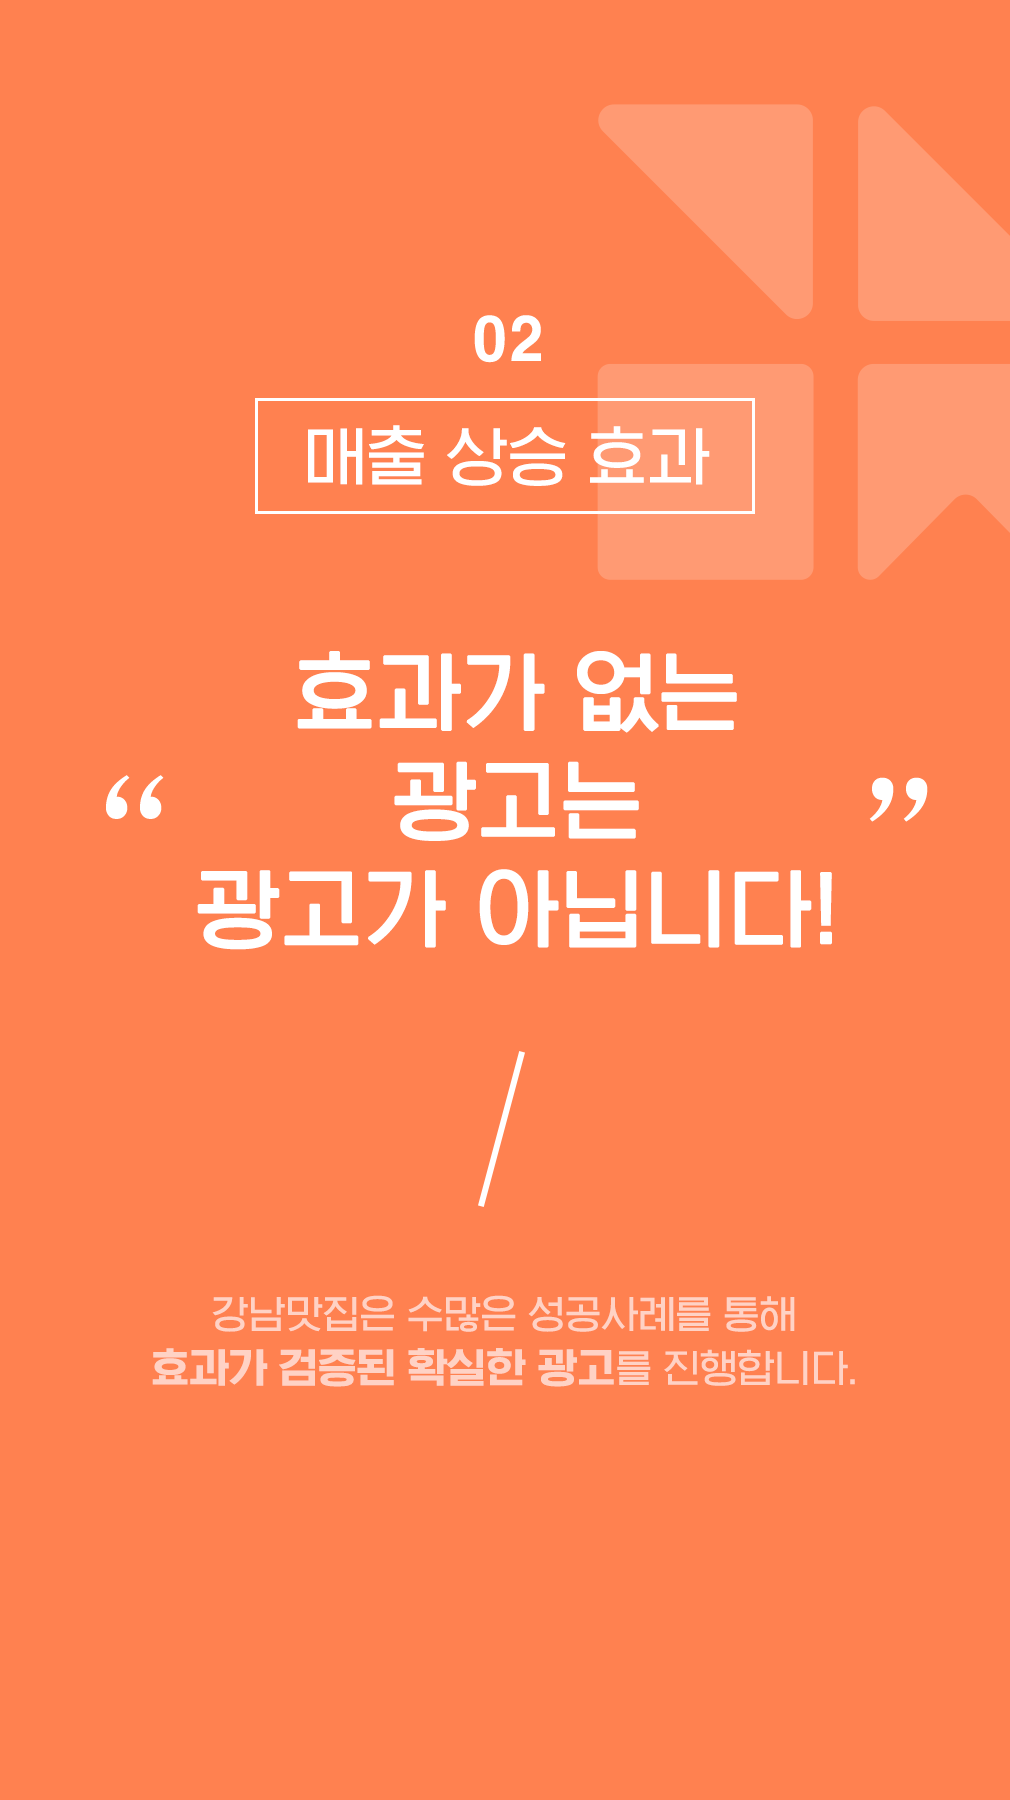 02
매출 상승 효과
효과가 없는
“ 광고는 ”
광고가 아닙니다!
강남맛집은 수많은 성공사례를 통해
효과가 검증된 확실한 광고를 진행합니다.